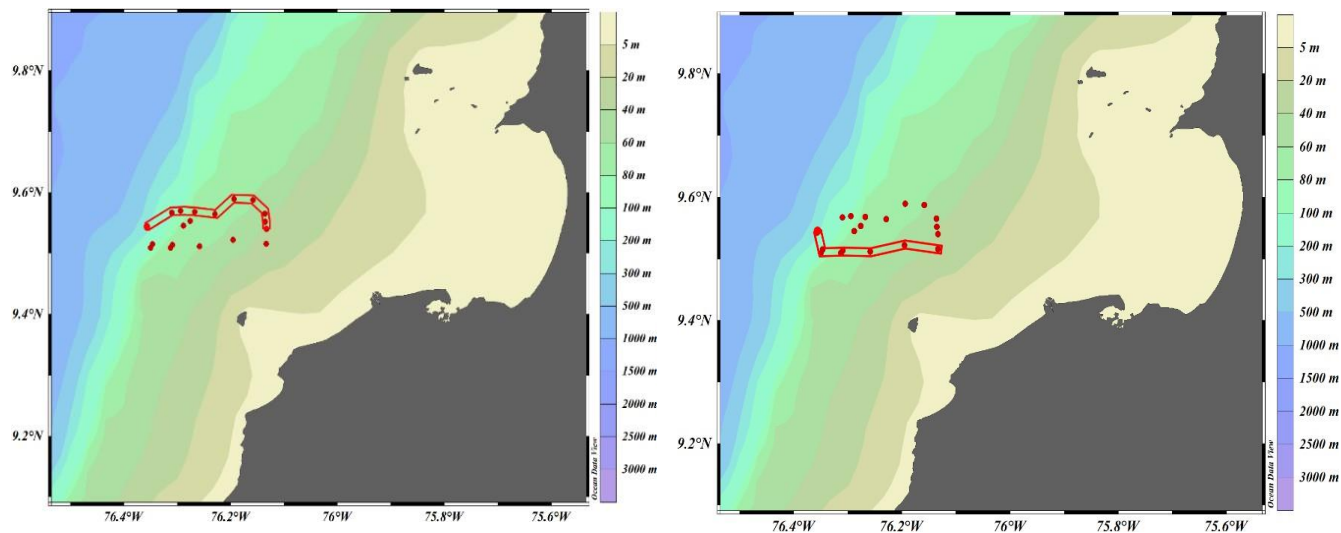 9.8°N
9.6°N
9.4°N
9.2°N
76.4°W
76.2°W
76°W
75.8°W
75.6°W
Ocean Data View
5 m
20 m
40 m
60 m
80 m
100 m
200 m
300 m
500 m
1000 m
1500 m
2000 m
2500 m
3000 m
9.8°N
9.6°N
9.4°N
9.2°N
76.4°W
76.2°W
76°W
75.8°W
75.6°W
Ocean Data View
5 m
20 m
40 m
60 m
80 m
100 m
200 m
300 m
500 m
1000 m
1500 m
2000 m
2500 m
3000 m